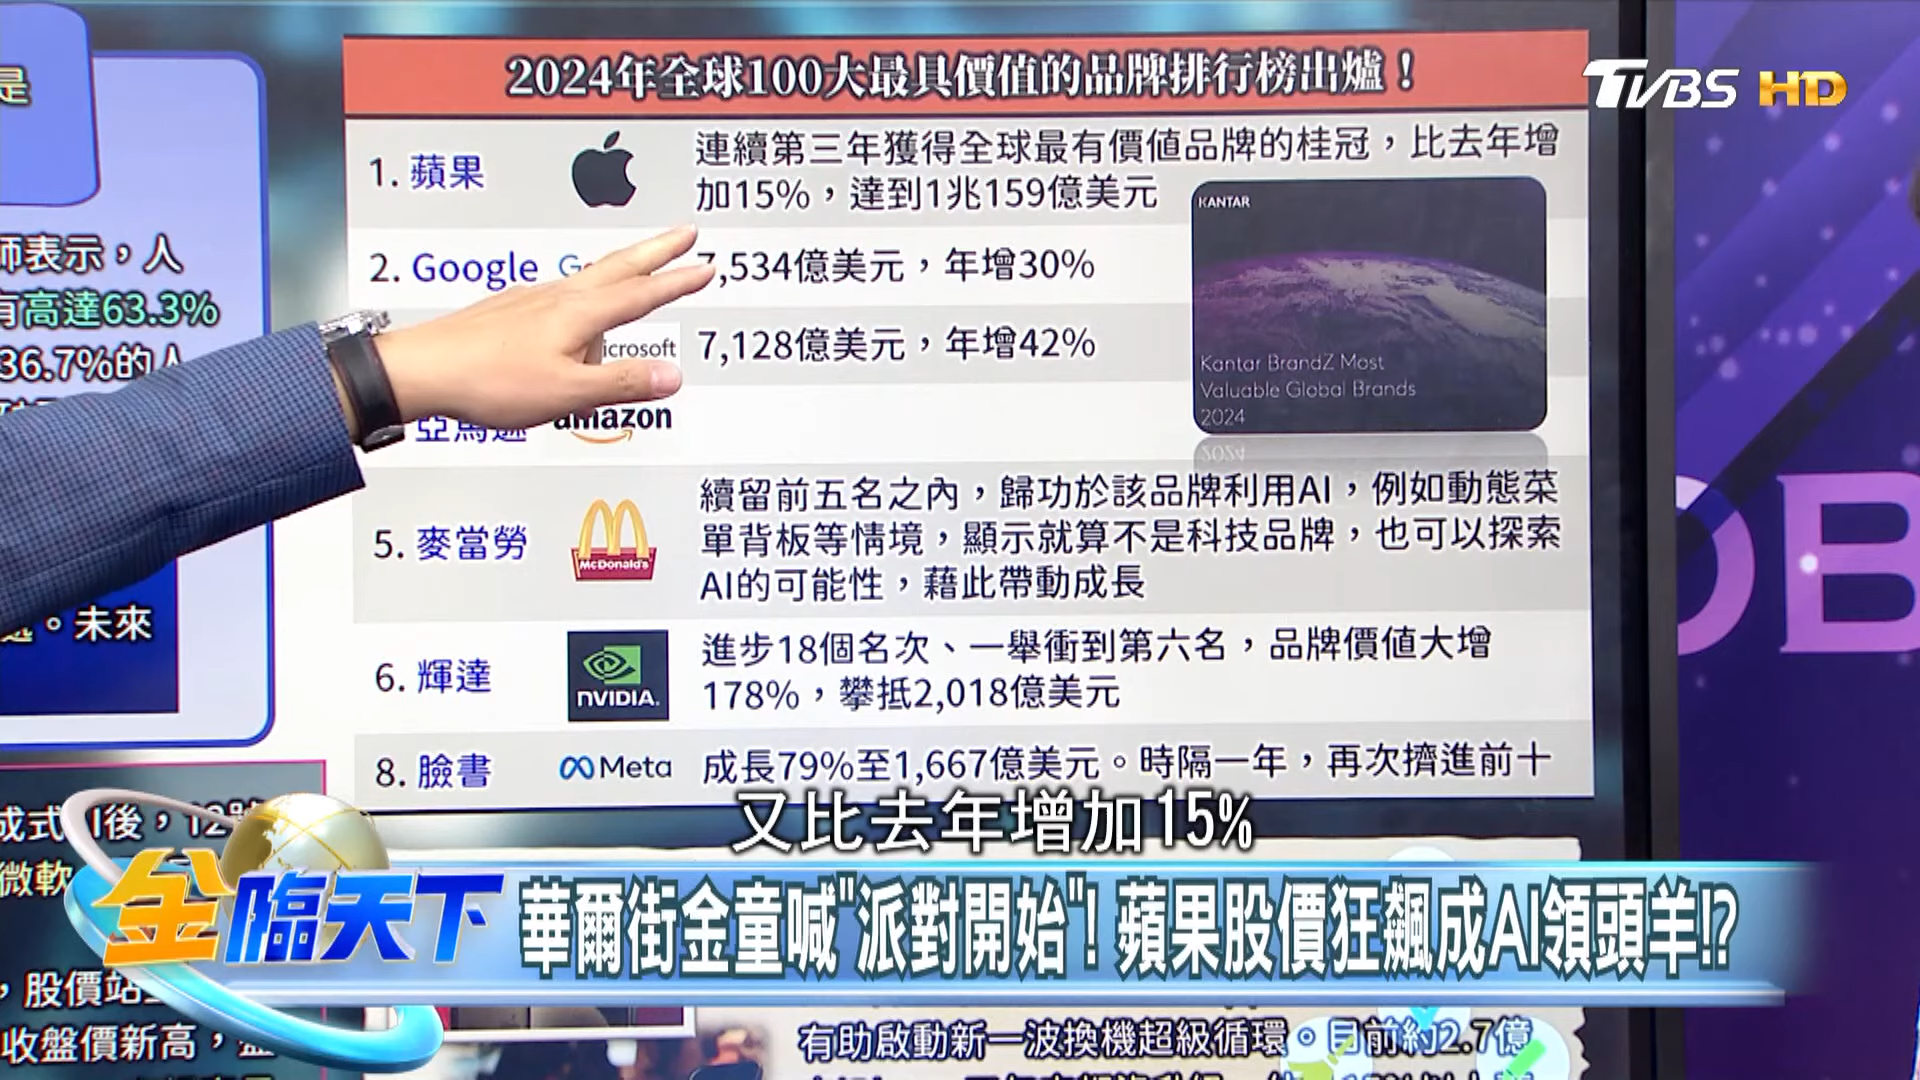 2024年全球100大最具價值的品牌排行榜出爐！
TVBS HD
1. 蘋果
連續第三年獲得全球最有價值品牌的桂冠，比去年增
加15%，達到1兆159億美元
KANTAR
Kantar BrandZ Most
Valuable Global Brands
2024
2. Google
7,534億美元，年增30%
icrosoft
7,128億美元，年增42%
亞馬遜
amazon
5. 麥當勞
McDonald's
續留前五名之內，歸功於該品牌利用AI，例如動態菜
單背板等情境，顯示就算不是科技品牌，也可以探索
AI的可能性，藉此帶動成長
6. 輝達
NVIDIA.
進步18個名次、一舉衝到第六名，品牌價值大增
178%，攀抵2,018億美元
8. 臉書
Meta
成長79%至1,667億美元。時隔一年，再次擠進前十
是
師表示，人
有高達63.3%
36.7%的人
。未來
OB
又比去年增加15%
成式AI後，12
微軟
金臨天下
華爾街金童喊"派對開始"! 蘋果股價狂飆成AI領頭羊!?
，股價站
收盤價新高，
有助啟動新一波換機超級循環。目前約2.7億